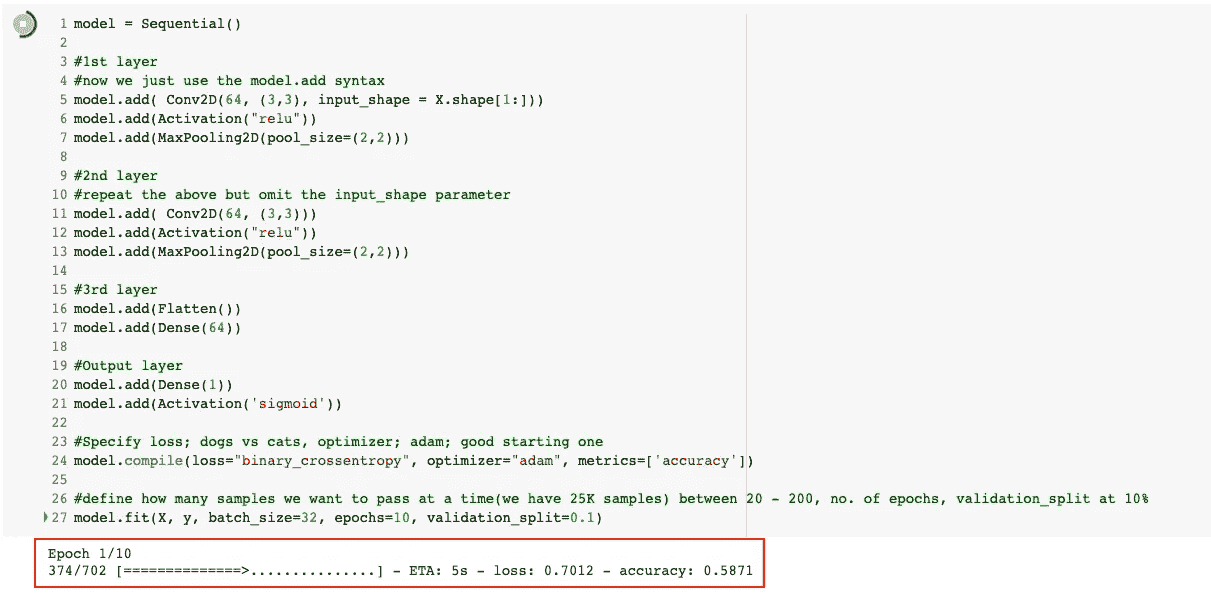 1 model = Sequential()
2
3 #1st layer
4 #now we just use the model.add syntax
5 model.add( Conv2D(64, (3,3), input_shape = X.shape[1:]))
6 model.add(Activation("relu"))
7 model.add(MaxPooling2D(pool_size=(2,2)))
8
9 #2nd layer
10 #repeat the above but omit the input_shape parameter
11 model.add( Conv2D(64, (3,3)))
12 model.add(Activation("relu"))
13 model.add(MaxPooling2D(pool_size=(2,2)))
14
15 #3rd layer
16 model.add(Flatten())
17 model.add(Dense(64))
18
19 #Output layer
20 model.add(Dense(1))
21 model.add(Activation('sigmoid'))
22
23 #Specify loss; dogs vs cats, optimizer; adam; good starting one
24 model.compile(loss="binary_crossentropy", optimizer="adam", metrics=['accuracy'])
25
26 #define how many samples we want to pass at a time(we have 25K samples) between 20 - 200, no. of epochs, validation_split at 10%
27 model.fit(X, y, batch_size=32, epochs=10, validation_split=0.1)
Epoch 1/10
374/702 [==============>...............] - ETA: 5s - loss: 0.7012 - accuracy: 0.5871